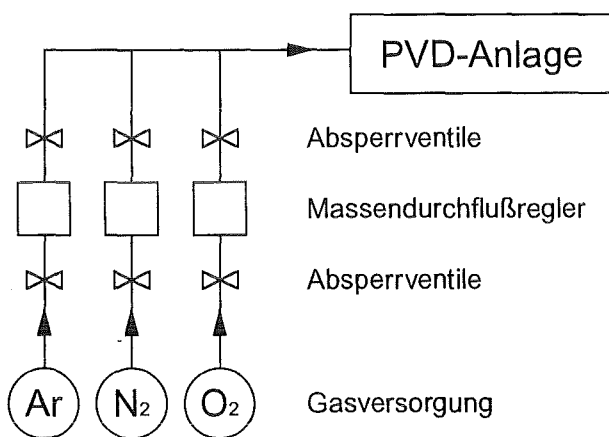 PVD-Anlage
Absperrventile
Massendurchflußregler
Absperrventile
Ar N₂ O₂ Gasversorgung